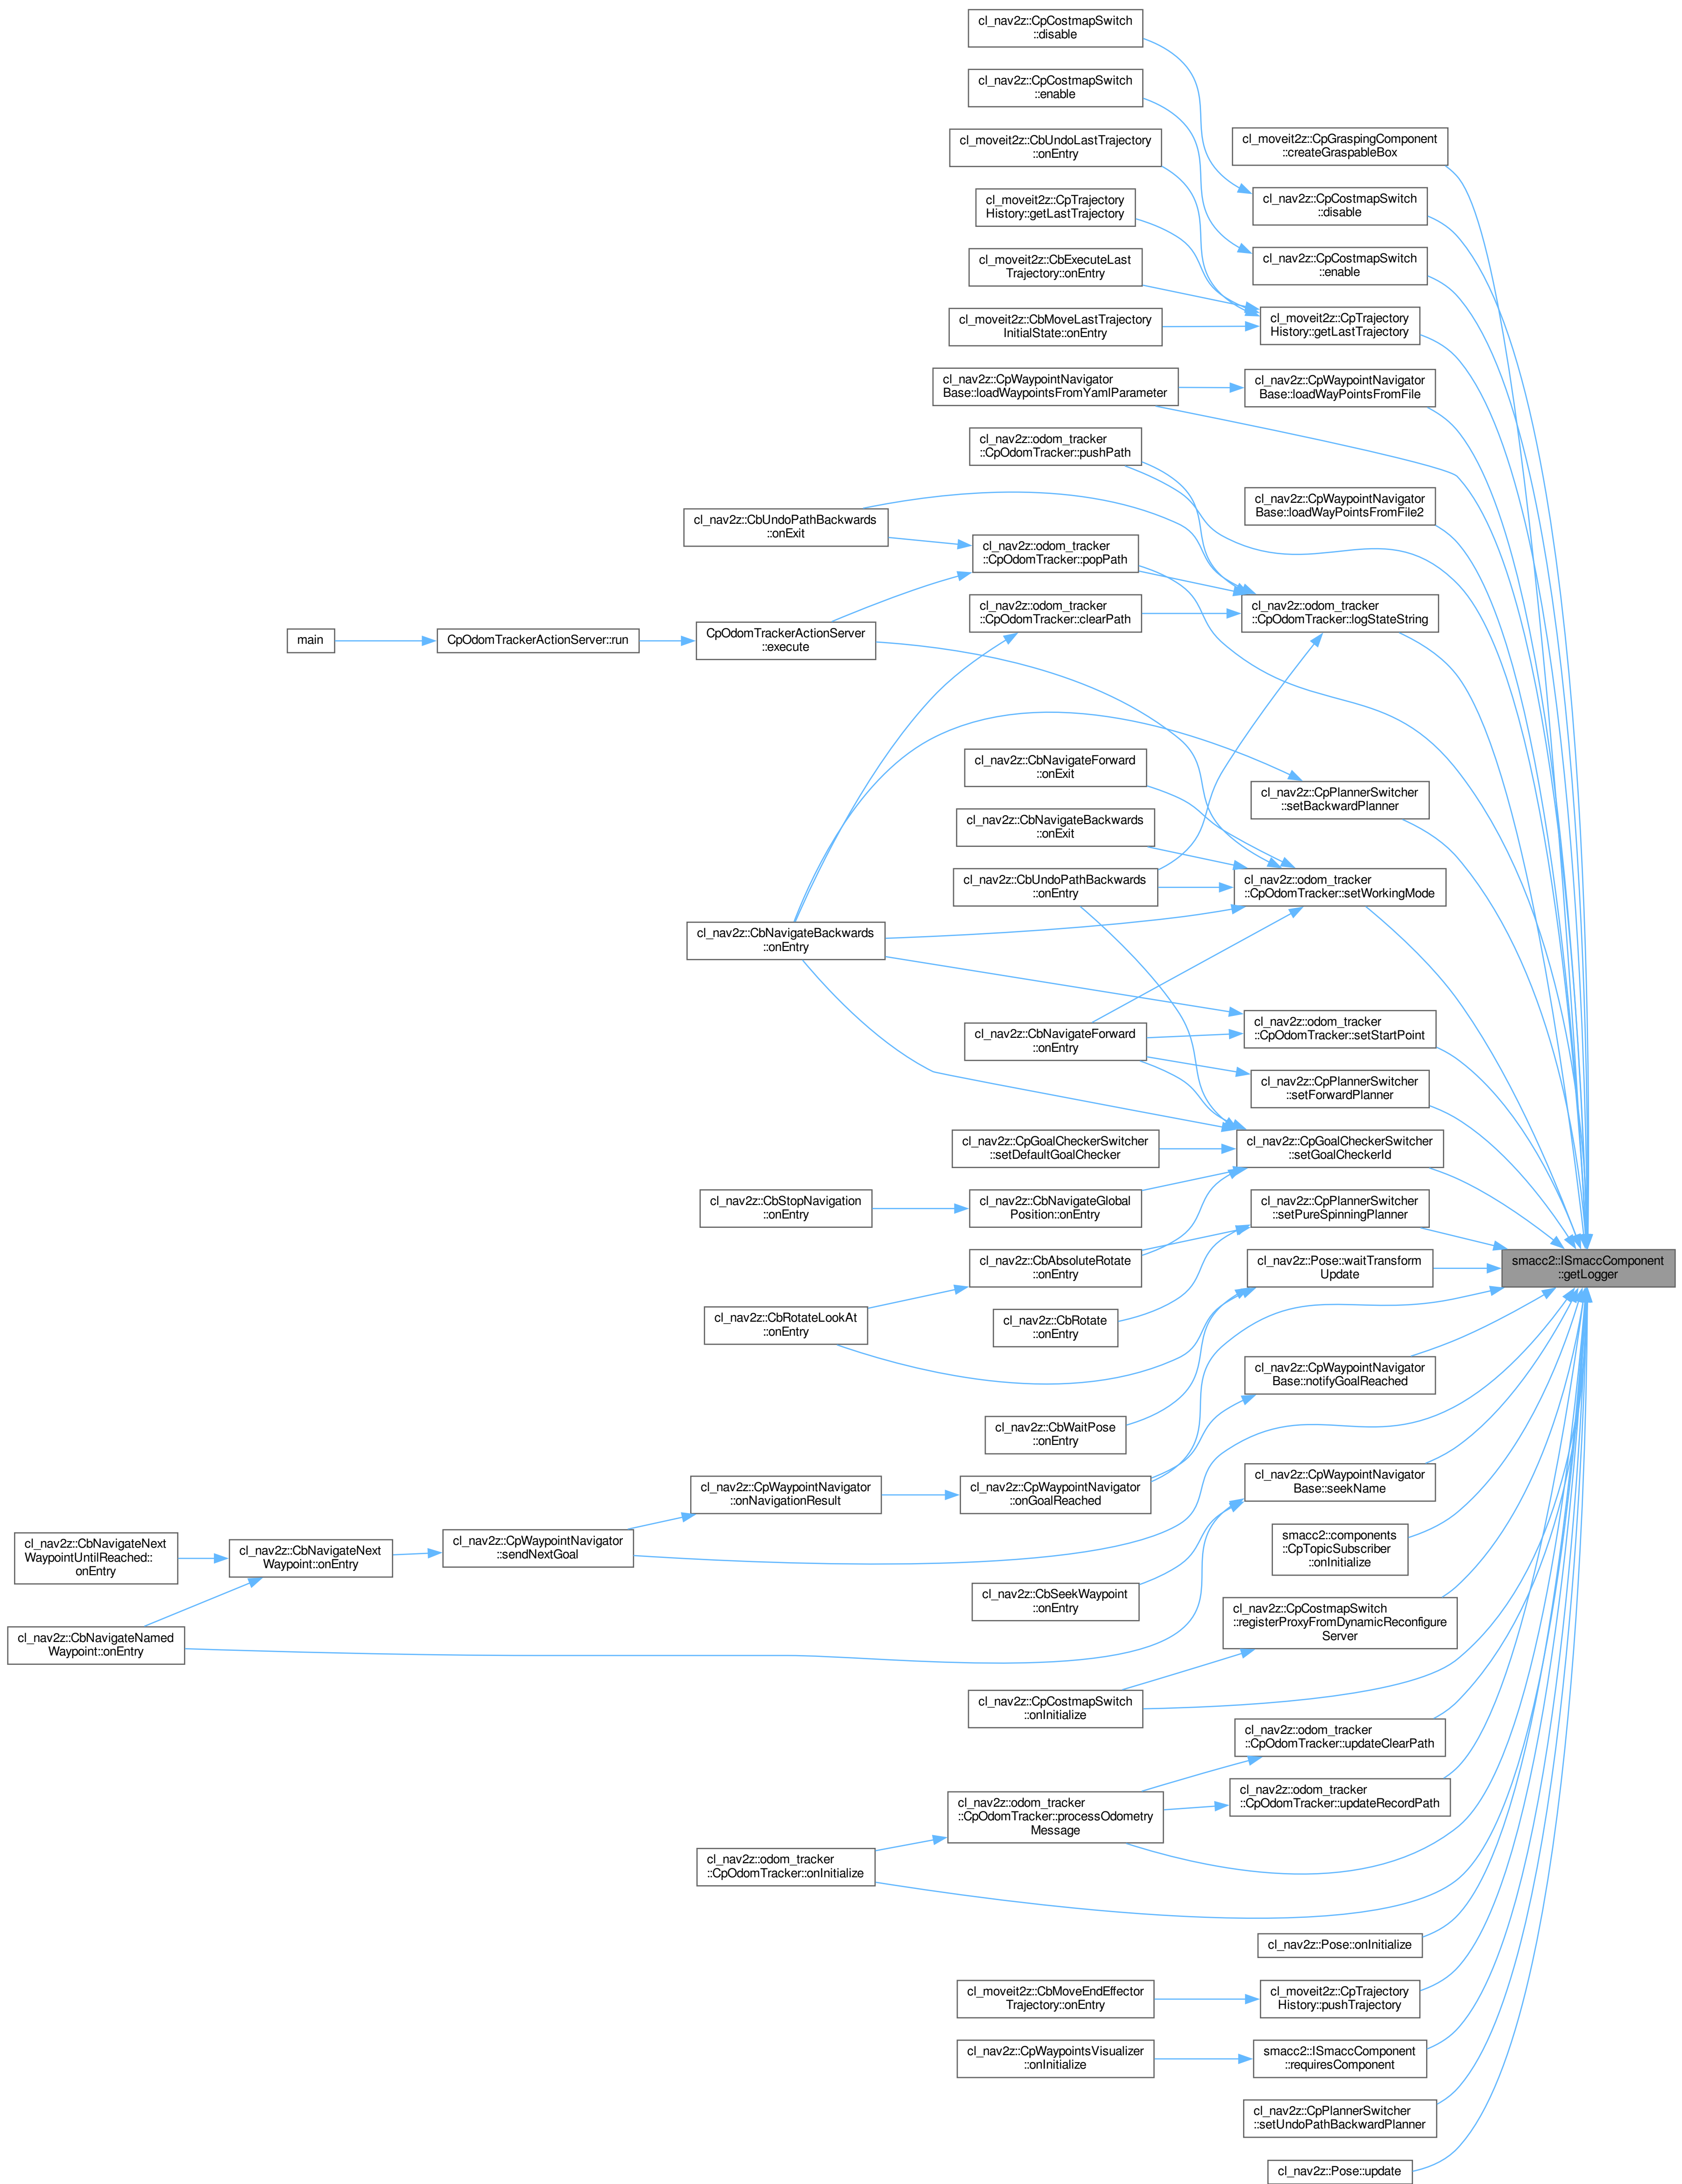 cl_nav2z::CpCostmapSwitch
::disable
cl_nav2z::CpCostmapSwitch
::enable
cl_moveit2z::CbUndoLastTrajectory
::onEntry
cl_moveit2z::CpGraspingComponent
::createGraspableBox
cl_moveit2z::CpTrajectory
History::getLastTrajectory
cl_nav2z::CpCostmapSwitch
::disable
cl_moveit2z::CbExecuteLast
Trajectory::onEntry
cl_nav2z::CpCostmapSwitch
::enable
cl_moveit2z::CbMoveLastTrajectory
InitialState::onEntry
cl_moveit2z::CpTrajectory
History::getLastTrajectory
cl_nav2z::CpWaypointNavigator
Base::loadWaypointsFromYamlParameter
cl_nav2z::CpWaypointNavigator
Base::loadWayPointsFromFile
cl_nav2z::odom_tracker
::CpOdomTracker::pushPath
cl_nav2z::CpWaypointNavigator
Base::loadWayPointsFromFile2
cl_nav2z::CbUndoPathBackwards
::onExit
cl_nav2z::odom_tracker
::CpOdomTracker::popPath
cl_nav2z::odom_tracker
::CpOdomTracker::clearPath
cl_nav2z::odom_tracker
::CpOdomTracker::logStateString
main
CpOdomTrackerActionServer::run
CpOdomTrackerActionServer
::execute
cl_nav2z::CbNavigateForward
::onExit
cl_nav2z::CpPlannerSwitcher
::setBackwardPlanner
cl_nav2z::CbNavigateBackwards
::onExit
cl_nav2z::CbUndoPathBackwards
::onEntry
cl_nav2z::odom_tracker
::CpOdomTracker::setWorkingMode
cl_nav2z::CbNavigateBackwards
::onEntry
cl_nav2z::CbNavigateForward
::onEntry
cl_nav2z::odom_tracker
::CpOdomTracker::setStartPoint
cl_nav2z::CpPlannerSwitcher
::setForwardPlanner
cl_nav2z::CpGoalCheckerSwitcher
::setDefaultGoalChecker
cl_nav2z::CpGoalCheckerSwitcher
::setGoalCheckerId
cl_nav2z::CbStopNavigation
::onEntry
cl_nav2z::CbNavigateGlobal
Position::onEntry
cl_nav2z::CpPlannerSwitcher
::setPureSpinningPlanner
cl_nav2z::CbAbsoluteRotate
::onEntry
cl_nav2z::Pose::waitTransform
Update
smacc2::ISmaccComponent
::getLogger
cl_nav2z::CbRotateLookAt
::onEntry
cl_nav2z::CbRotate
::onEntry
cl_nav2z::CpWaypointNavigator
Base::notifyGoalReached
cl_nav2z::CbWaitPose
::onEntry
cl_nav2z::CpWaypointNavigator
::onNavigationResult
cl_nav2z::CpWaypointNavigator
::onGoalReached
cl_nav2z::CpWaypointNavigator
Base::seekName
cl_nav2z::CbNavigateNext
WaypointUntilReached::
onEntry
cl_nav2z::CbNavigateNext
Waypoint::onEntry
cl_nav2z::CpWaypointNavigator
::sendNextGoal
smacc2::components
::CpTopicSubscriber
::onInitialize
cl_nav2z::CbSeekWaypoint
::onEntry
cl_nav2z::CbNavigateNamed
Waypoint::onEntry
cl_nav2z::CpCostmapSwitch
::registerProxyFromDynamicReconfigure
Server
cl_nav2z::CpCostmapSwitch
::onInitialize
cl_nav2z::odom_tracker
::CpOdomTracker::updateClearPath
cl_nav2z::odom_tracker
::CpOdomTracker::processOdometry
Message
cl_nav2z::odom_tracker
::CpOdomTracker::updateRecordPath
cl_nav2z::odom_tracker
::CpOdomTracker::onInitialize
cl_nav2z::Pose::onInitialize
cl_moveit2z::CbMoveEndEffector
Trajectory::onEntry
cl_moveit2z::CpTrajectory
History::pushTrajectory
cl_nav2z::CpWaypointsVisualizer
::onInitialize
smacc2::ISmaccComponent
::requiresComponent
cl_nav2z::CpPlannerSwitcher
::setUndoPathBackwardPlanner
cl_nav2z::Pose::update